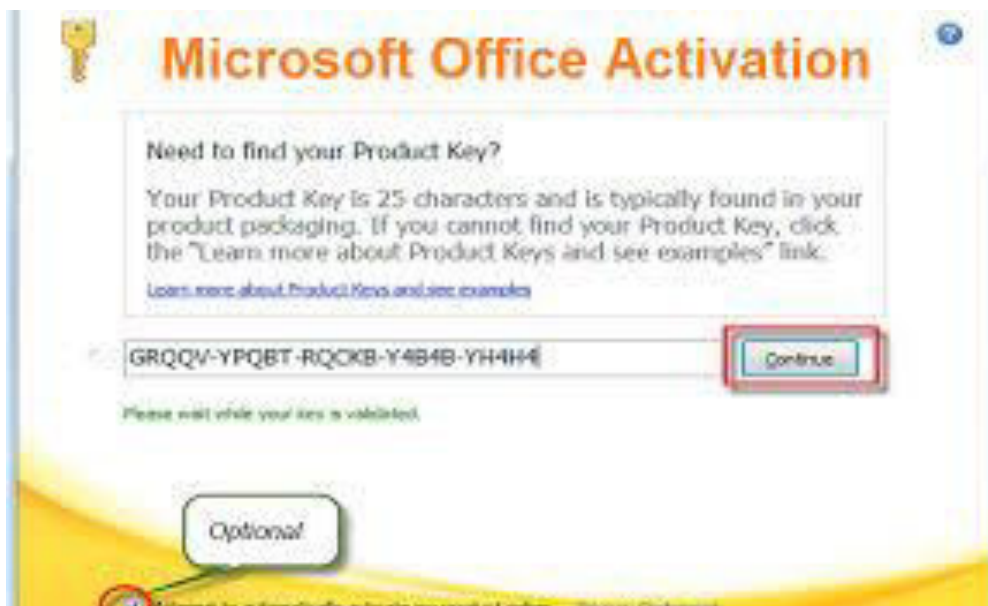 Microsoft Office Activation
Need to find your Product Key?
Your Product Key is 25 characters and is typically found in your
product packaging. If you cannot find your Product Key, click
the "Learn more about Product Keys and see examples" link.
Learn more about Product Keys and see examples
GRQQV-YPQBT-RQCKB-Y4B4B-YH4H4
Continue
Please wait while your key is validated.
Optional